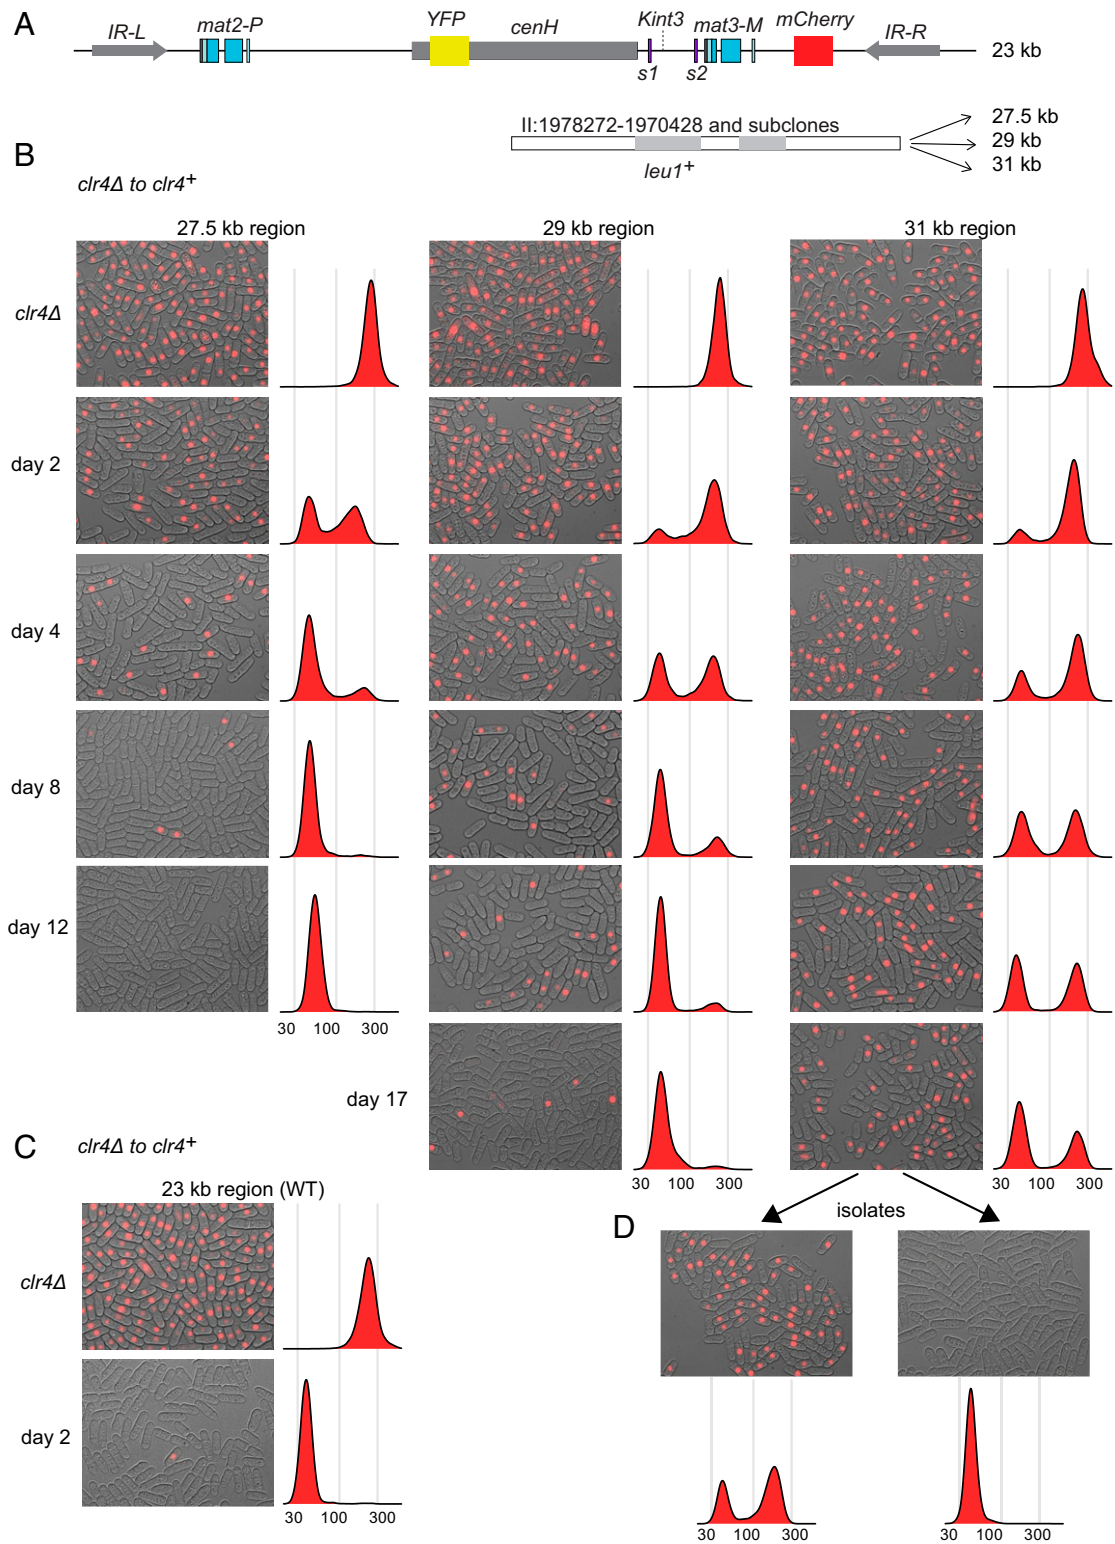 A
IR-L mat2-P YFP cenH Kint3 mat3-M mCherry IR-R
23 kb
s1 s2
II:1978272-1970428 and subclones
leu1+
27.5 kb
29 kb
31 kb
B
clr4Δ to clr4+
27.5 kb region 29 kb region 31 kb region
clr4Δ
day 2
day 4
day 8
day 12
30 100 300
day 17
30 100 300
30 100 300
C
clr4Δ to clr4+
23 kb region (WT)
clr4Δ
day 2
30 100 300
isolates
D
30 100 300
30 100 300